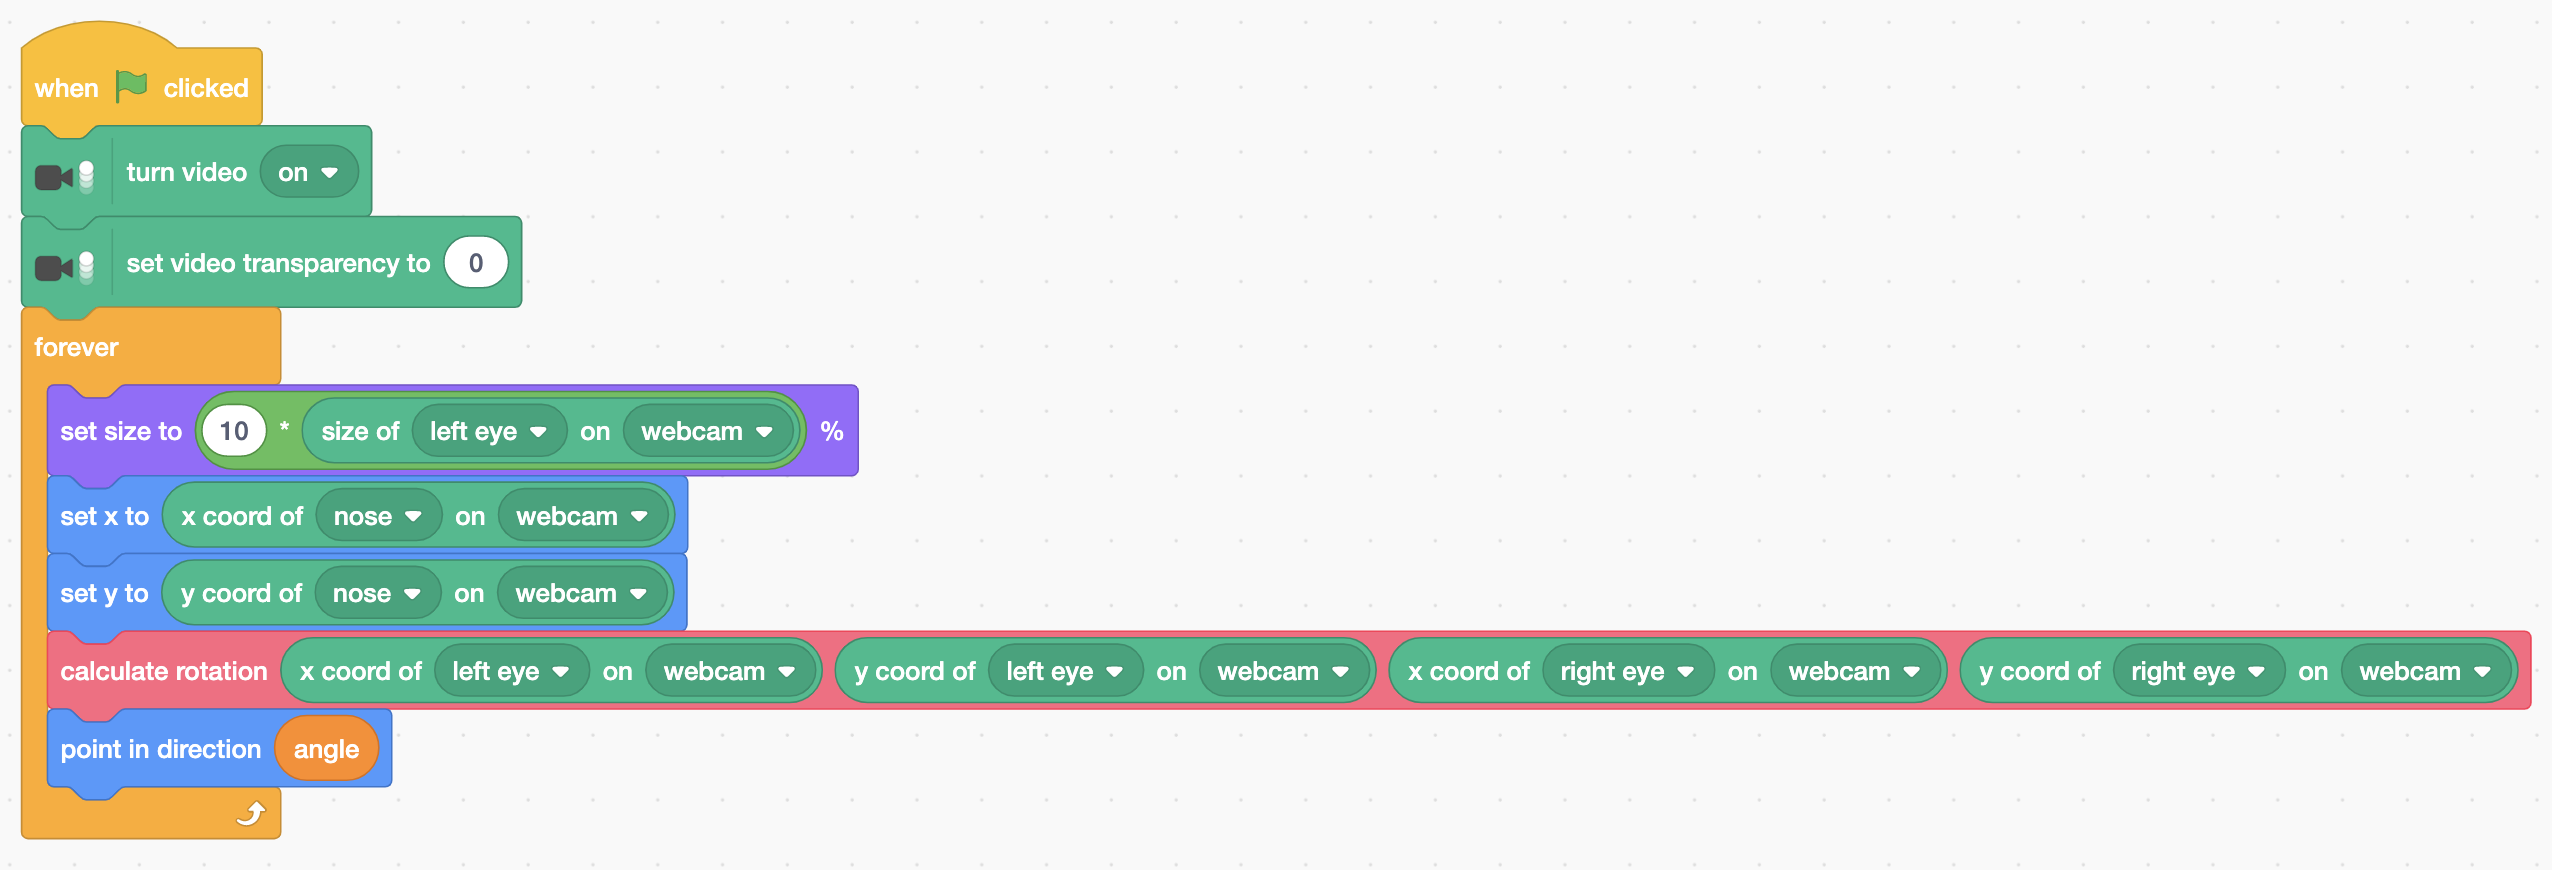 when clicked
turn video on
set video transparency to 0
forever
set size to 10 * size of left eye on webcam %
set x to x coord of nose on webcam
set y to y coord of nose on webcam
calculate rotation x coord of left eye on webcam y coord of left eye on webcam x coord of right eye on webcam y coord of right eye on webcam
point in direction angle